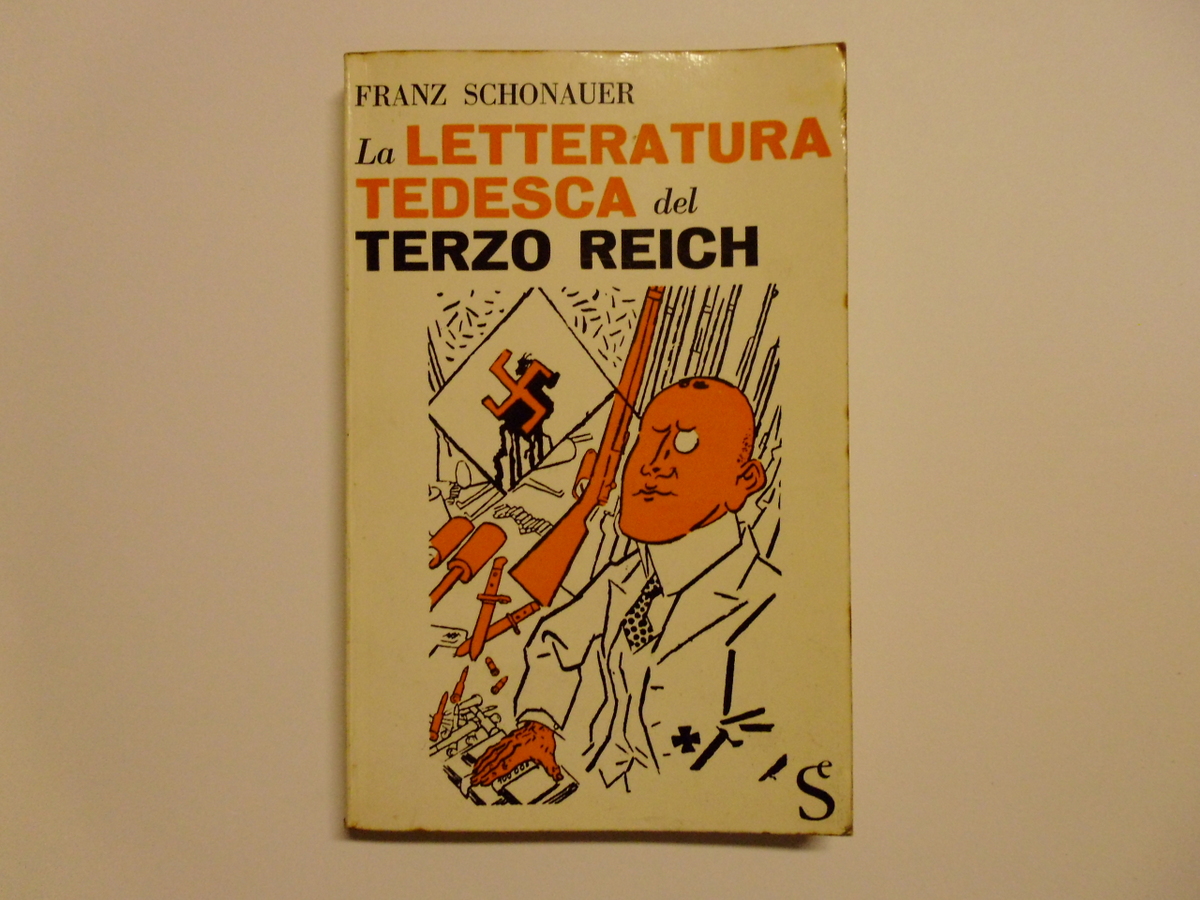 FRANZ SCHONAUER
La LETTERATURA
TEDESCA del
TERZO REICH
S